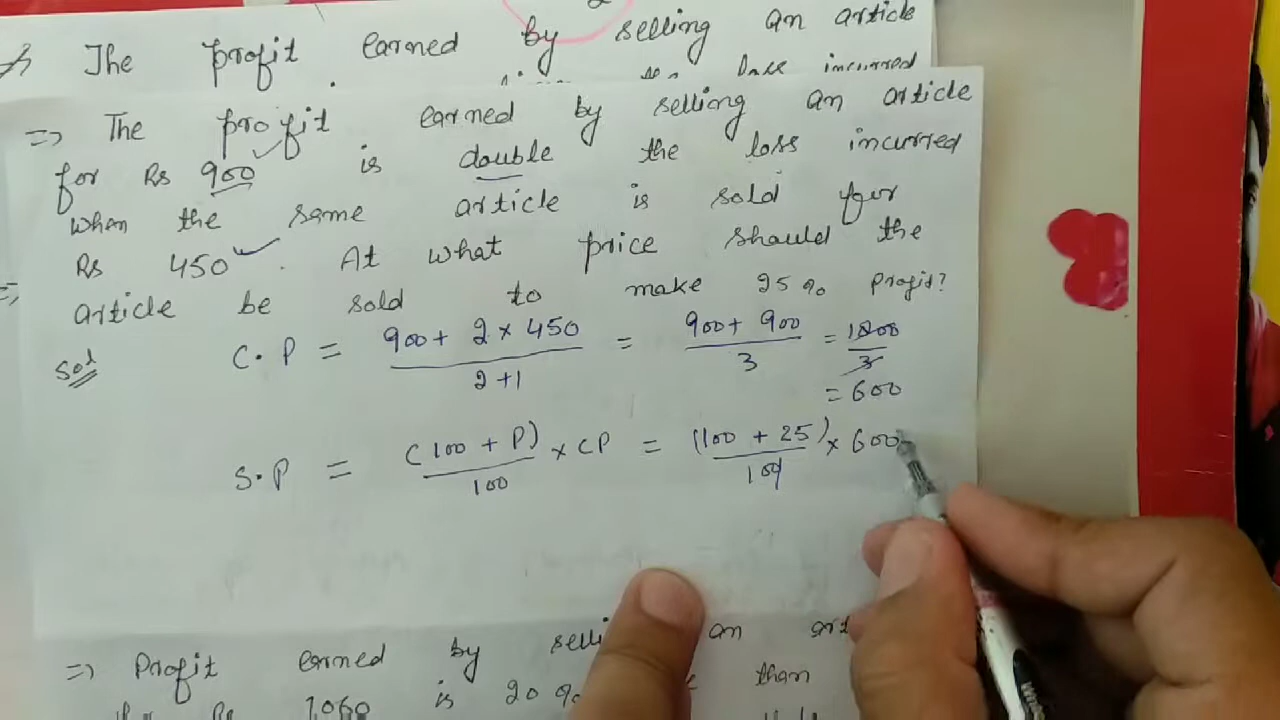 The profit earned by selling an article
incurred
=> The profit earned by selling an article
for Rs 900 is double the loss incurred
when the same article is sold for
Rs 450. At what price should the
article be sold to make 25% profit?
Sol C.P = 900 + 2 × 450 / 2+1 = 900 + 900 / 3 = 1800 / 3
= 600
S.P = (100 + P) / 100 × CP = (100 + 25) / 100 × 600
=> Profit earned by an
Rs 1060 is 20% than